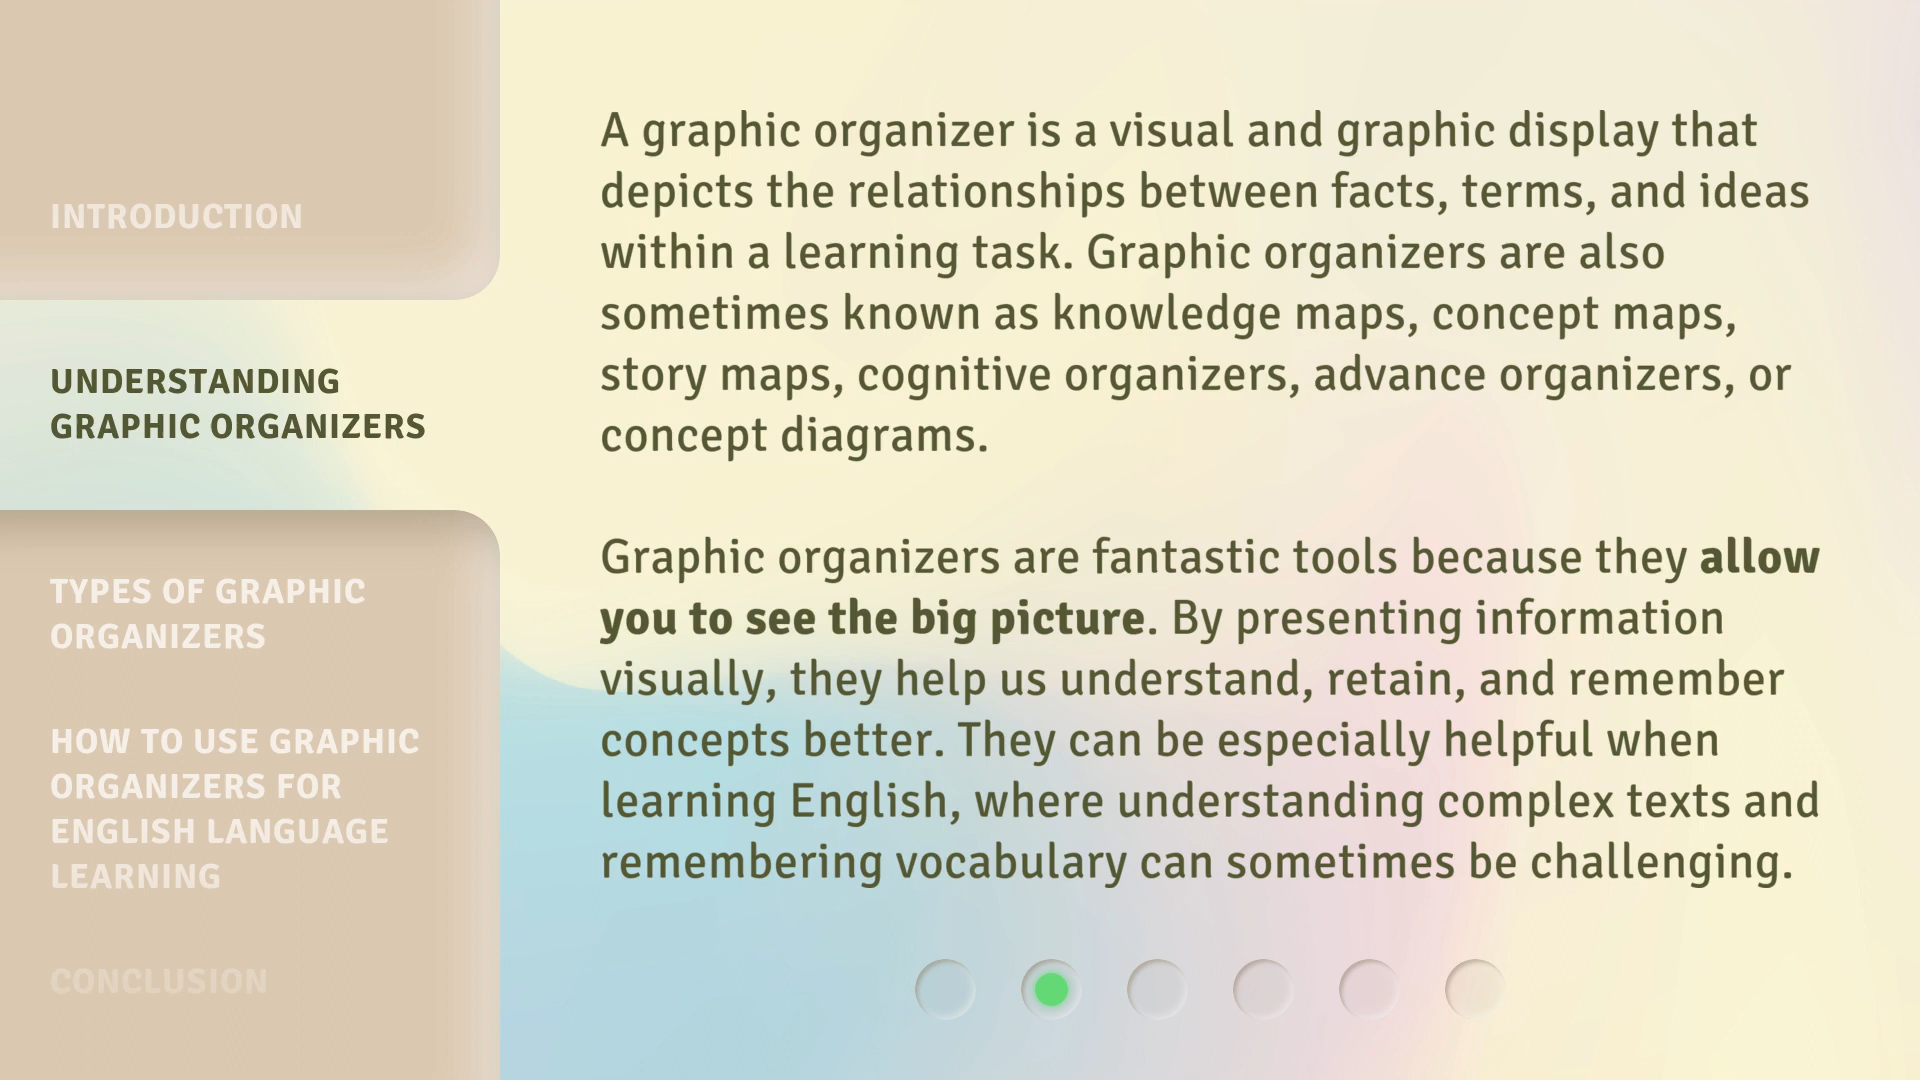 INTRODUCTION
UNDERSTANDING
GRAPHIC ORGANIZERS
TYPES OF GRAPHIC
ORGANIZERS
HOW TO USE GRAPHIC
ORGANIZERS FOR
ENGLISH LANGUAGE
LEARNING
CONCLUSION
A graphic organizer is a visual and graphic display that
depicts the relationships between facts, terms, and ideas
within a learning task. Graphic organizers are also
sometimes known as knowledge maps, concept maps,
story maps, cognitive organizers, advance organizers, or
concept diagrams.
Graphic organizers are fantastic tools because they allow
you to see the big picture. By presenting information
visually, they help us understand, retain, and remember
concepts better. They can be especially helpful when
learning English, where understanding complex texts and
remembering vocabulary can sometimes be challenging.